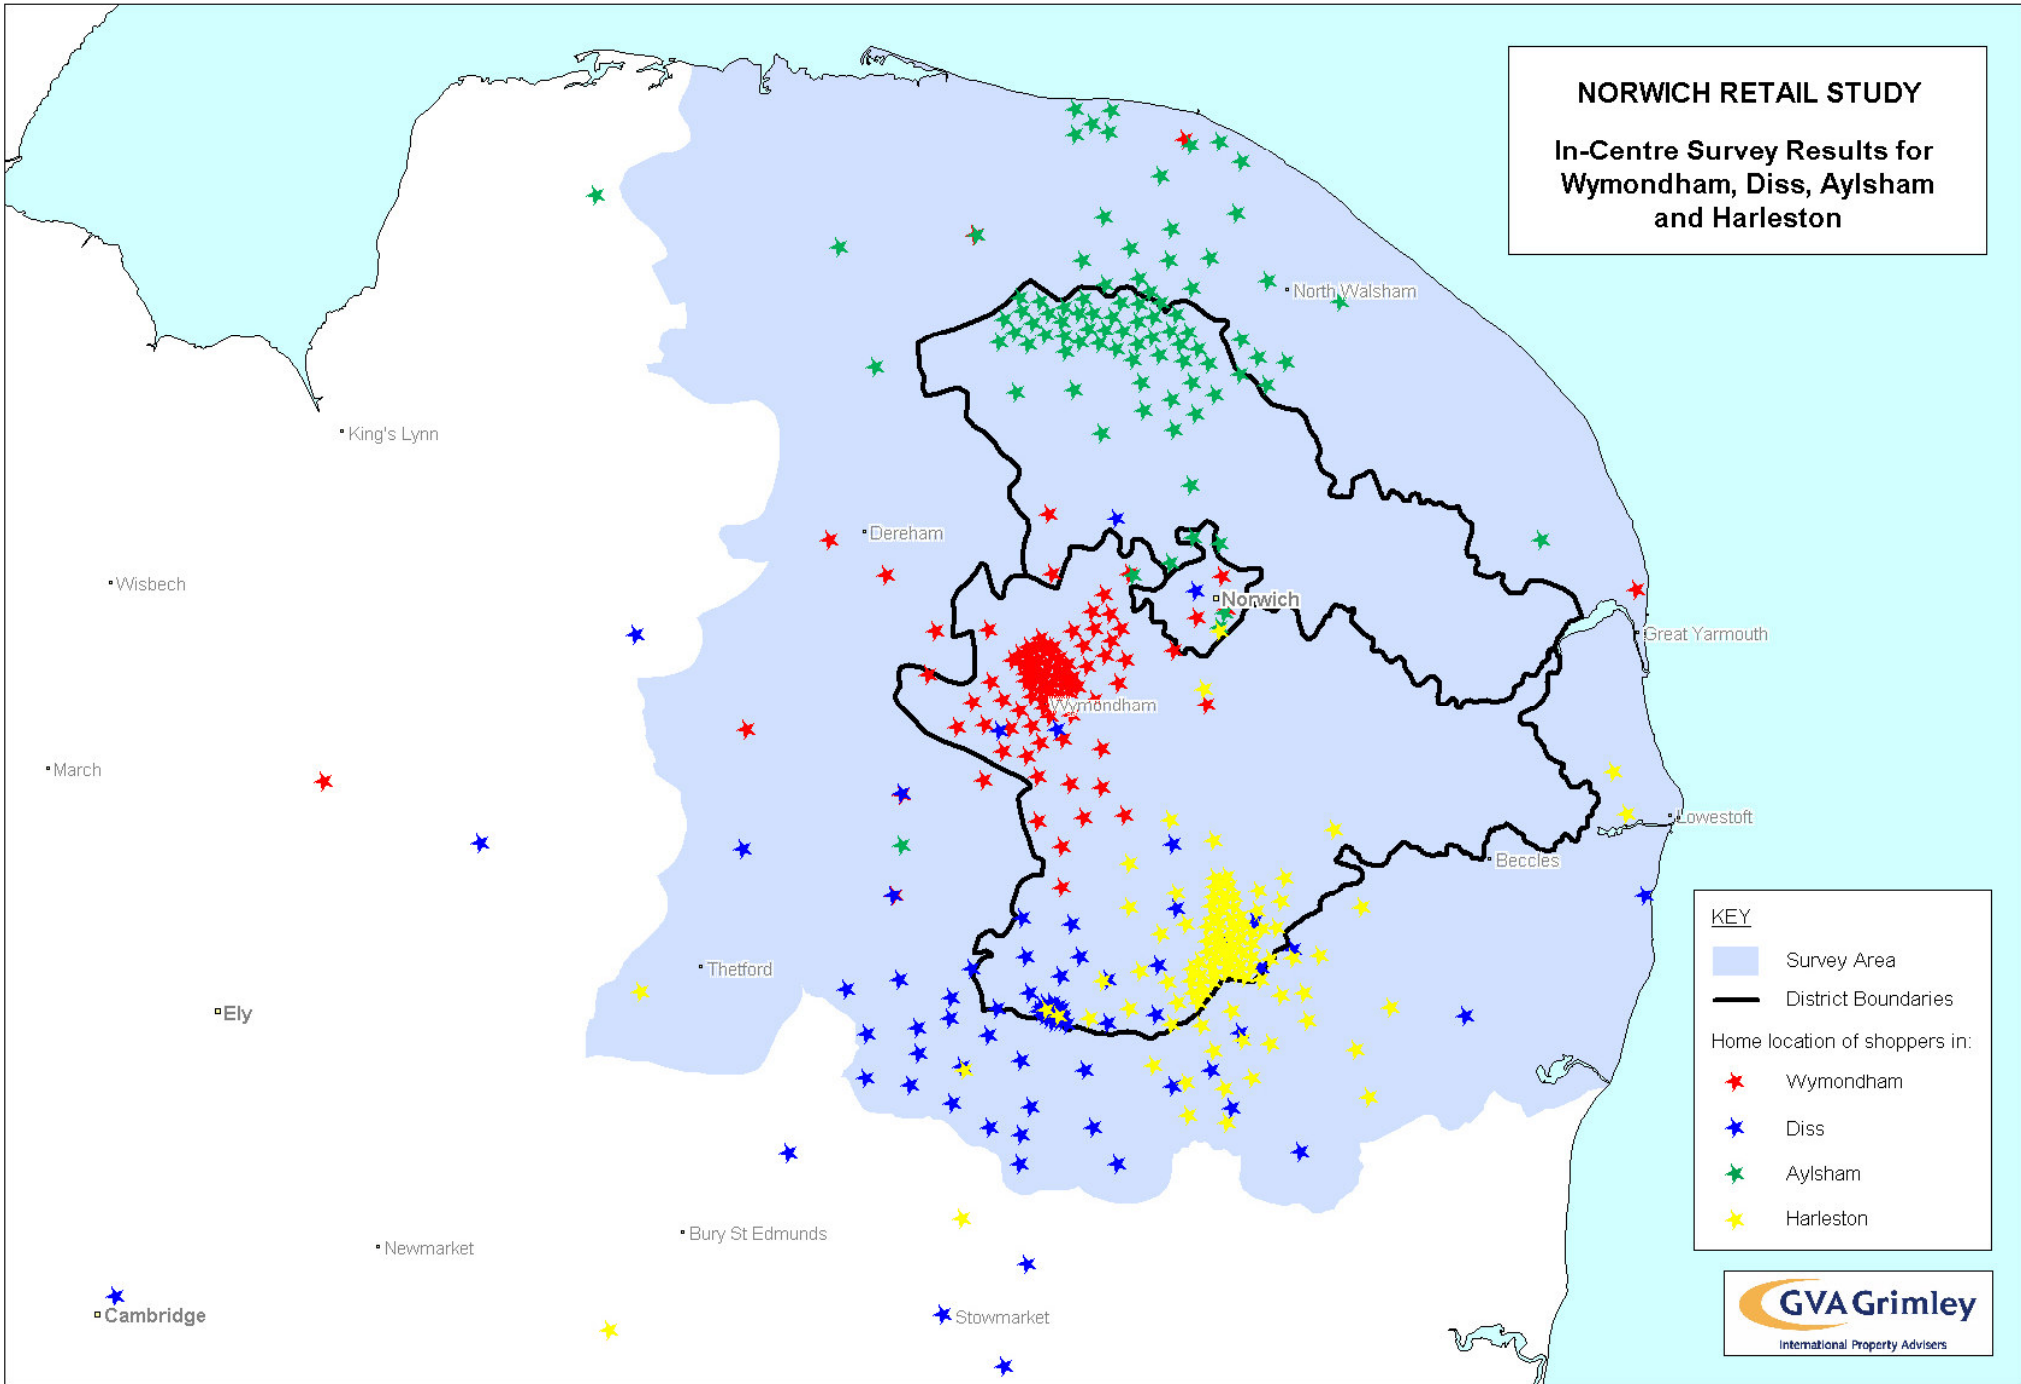 NORWICH RETAIL STUDY
In-Centre Survey Results for
Wymondham, Diss, Aylsham
and Harleston
North Walsham
King's Lynn
Dereham
Wisbech
Norwich
Great Yarmouth
Wymondham
March
Lowestoft
Beccles
Thetford
Ely
Bury St Edmunds
Newmarket
Cambridge
Stowmarket
KEY
Survey Area
District Boundaries
Home location of shoppers in:
Wymondham
Diss
Aylsham
Harleston
GVA Grimley
International Property Advisers